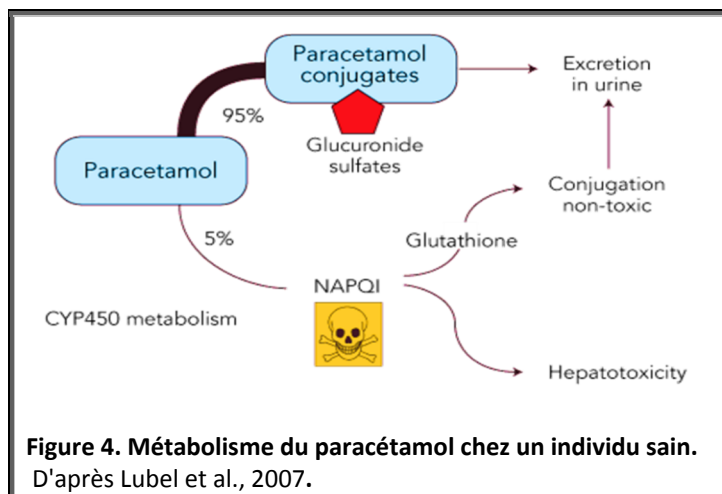 Paracetamol
conjugates
Excretion
in urine
95%
Glucuronide
sulfates
Paracetamol
Conjugation
non-toxic
5%
Glutathione
NAPQI
CYP450 metabolism
Hepatotoxicity
Figure 4. Métabolisme du paracétamol chez un individu sain.
D'après Lubel et al., 2007.